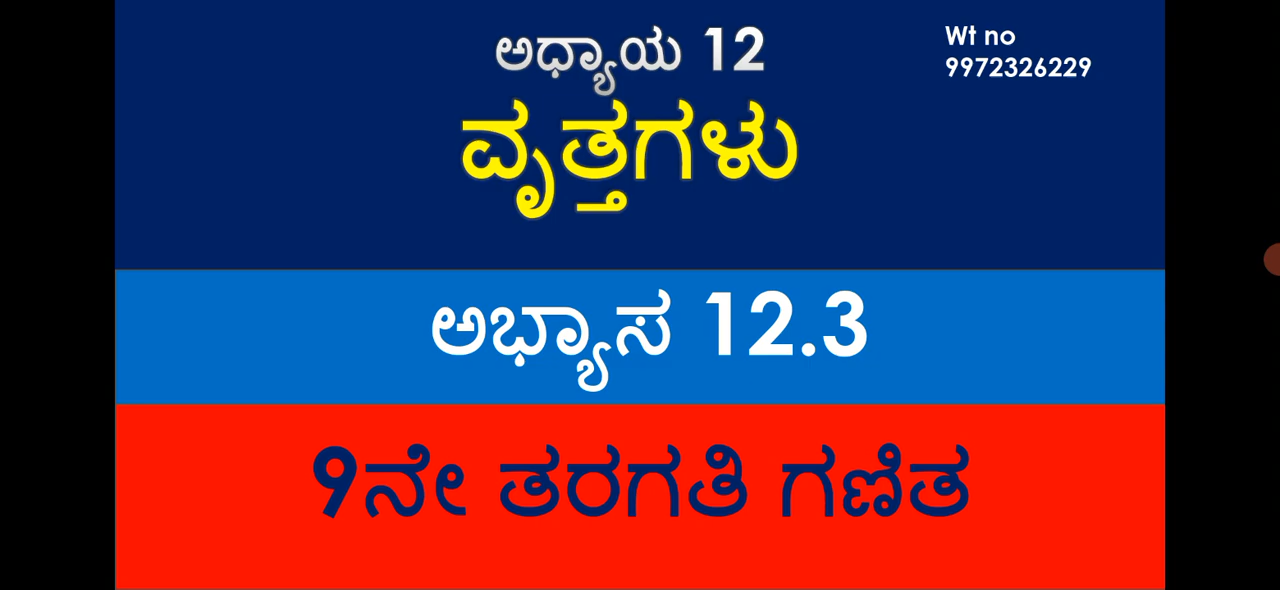 ಅಧ್ಯಾಯ 12
Wt no
9972326229
ವೃತ್ತಗಳು
ಅಭ್ಯಾಸ 12.3
9ನೇ ತರಗತಿ ಗಣಿತ